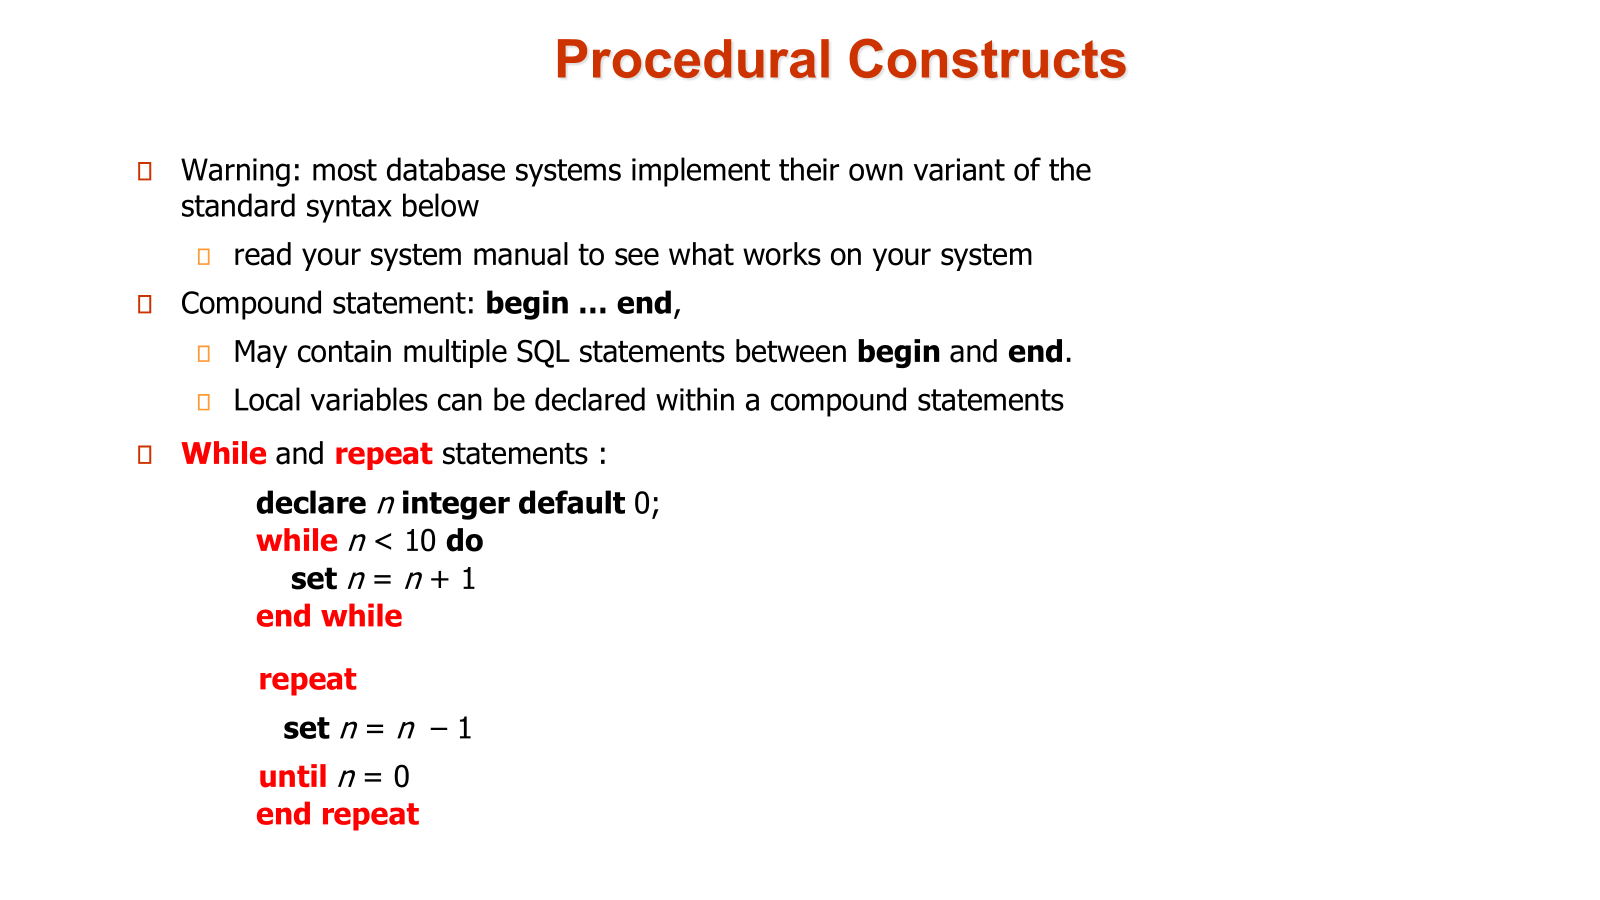 Procedural Constructs
Warning: most database systems implement their own variant of the
standard syntax below
read your system manual to see what works on your system
Compound statement: begin … end,
May contain multiple SQL statements between begin and end.
Local variables can be declared within a compound statements
While and repeat statements :
declare n integer default 0;
while n < 10 do
set n = n + 1
end while
repeat
set n = n – 1
until n = 0
end repeat